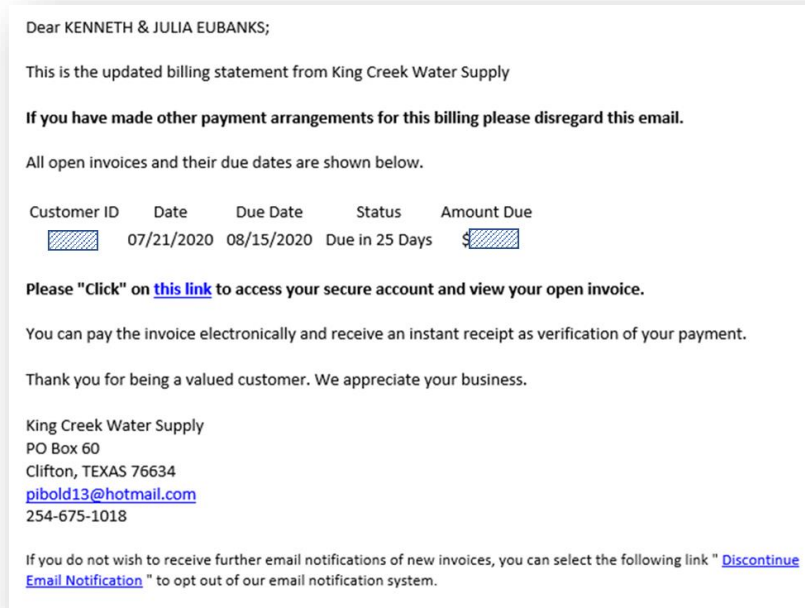 Dear KENNETH & JULIA EUBANKS;
This is the updated billing statement from King Creek Water Supply
If you have made other payment arrangements for this billing please disregard this email.
All open invoices and their due dates are shown below.
Customer ID Date Due Date Status Amount Due
07/21/2020 08/15/2020 Due in 25 Days $
Please "Click" on this link to access your secure account and view your open invoice.
You can pay the invoice electronically and receive an instant receipt as verification of your payment.
Thank you for being a valued customer. We appreciate your business.
King Creek Water Supply
PO Box 60
Clifton, TEXAS 76634
pibold13@hotmail.com
254-675-1018
If you do not wish to receive further email notifications of new invoices, you can select the following link " Discontinue
Email Notification " to opt out of our email notification system.